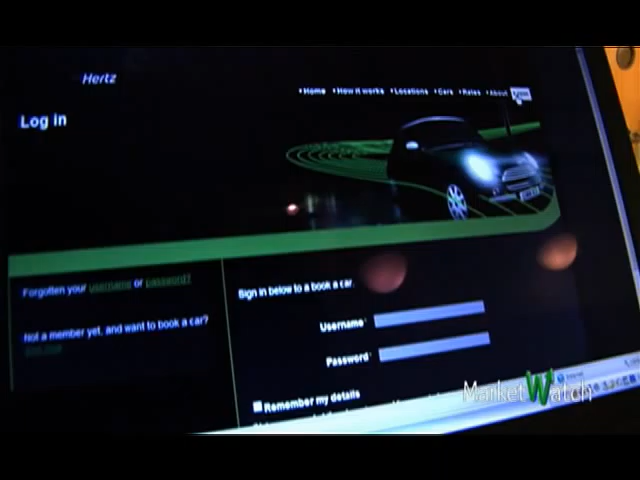 Hertz
Home How it works Locations Cars Rates About
Log in
Forgotten your username or password?
Sign in below to book a car.
Not a member yet, and want to book a car?
Username*
Password*
Remember my details
MarketWatch